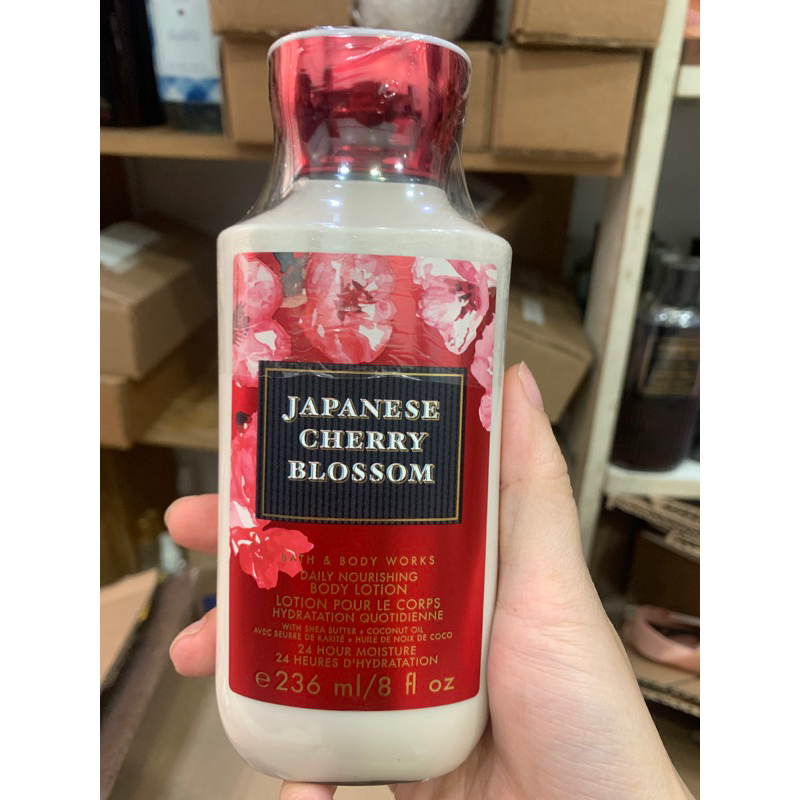 JAPANESE
CHERRY
BLOSSOM
BATH & BODY WORKS
DAILY NOURISHING
BODY LOTION
LOTION POUR LE CORPS
HYDRATATION QUOTIDIENNE
WITH SHEA BUTTER + COCONUT OIL
AVEC BEURRE DE KARITÉ + HUILE DE NOIX DE COCO
24 HOUR MOISTURE
24 HEURES D'HYDRATATION
℮236 ml/8 fl oz